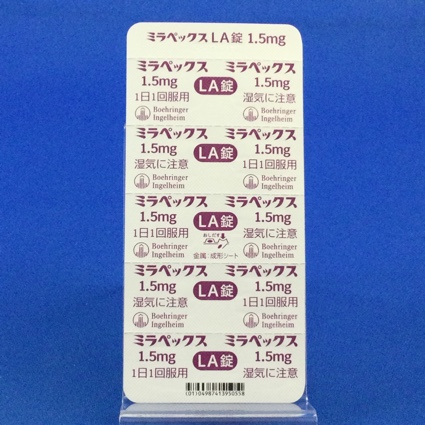 ミラペックス LA錠 1.5mg
ミラペックス LA錠 ミラペックス
1.5mg 1.5mg
1日1回服用 湿気に注意
Boehringer Ingelheim Boehringer Ingelheim
ミラペックス LA錠 ミラペックス
1.5mg 1.5mg
湿気に注意 1日1回服用
Boehringer Ingelheim Boehringer Ingelheim
ミラペックス LA錠 ミラペックス
1.5mg 1.5mg
1日1回服用 おしだす 湿気に注意
Boehringer Ingelheim 金属:成形シート Boehringer Ingelheim
ミラペックス LA錠 ミラペックス
1.5mg 1.5mg
湿気に注意 1日1回服用
Boehringer Ingelheim Boehringer Ingelheim
ミラペックス LA錠 ミラペックス
1.5mg 1.5mg
1日1回服用 湿気に注意
(01)04987413950558